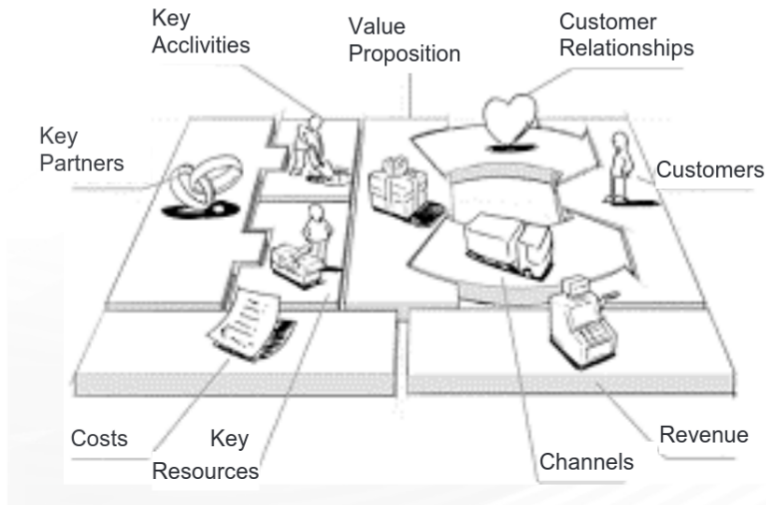 Key
Acclivities
Value
Proposition
Customer
Relationships
Key
Partners
Customers
Costs
Key
Resources
Channels
Revenue